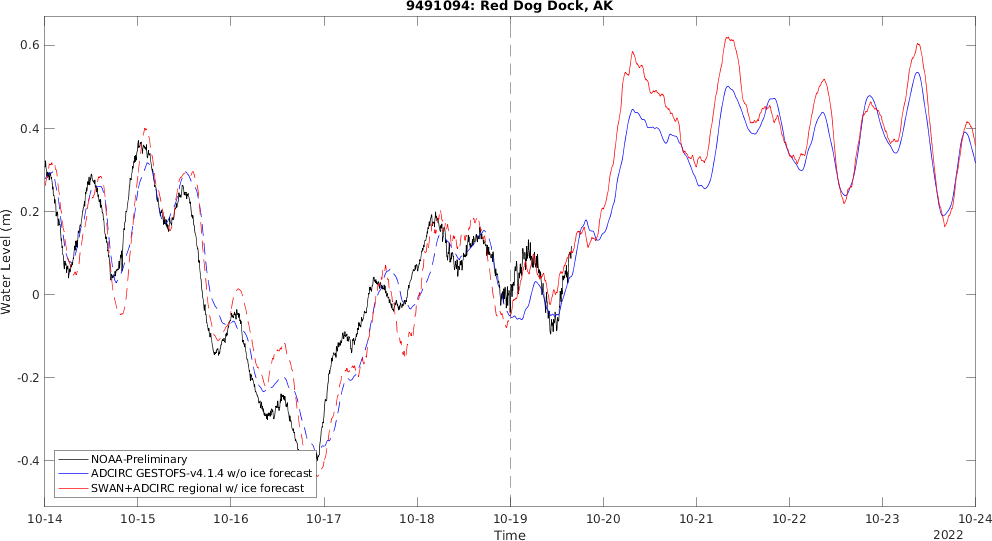 9491094: Red Dog Dock, AK
0.6
0.4
0.2
0
-0.2
-0.4
Water Level (m)
NOAA-Preliminary
ADCIRC GESTOFS-v4.1.4 w/o ice forecast
SWAN+ADCIRC regional w/ ice forecast
10-14 10-15 10-16 10-17 10-18 10-19 10-20 10-21 10-22 10-23 10-24
Time
2022